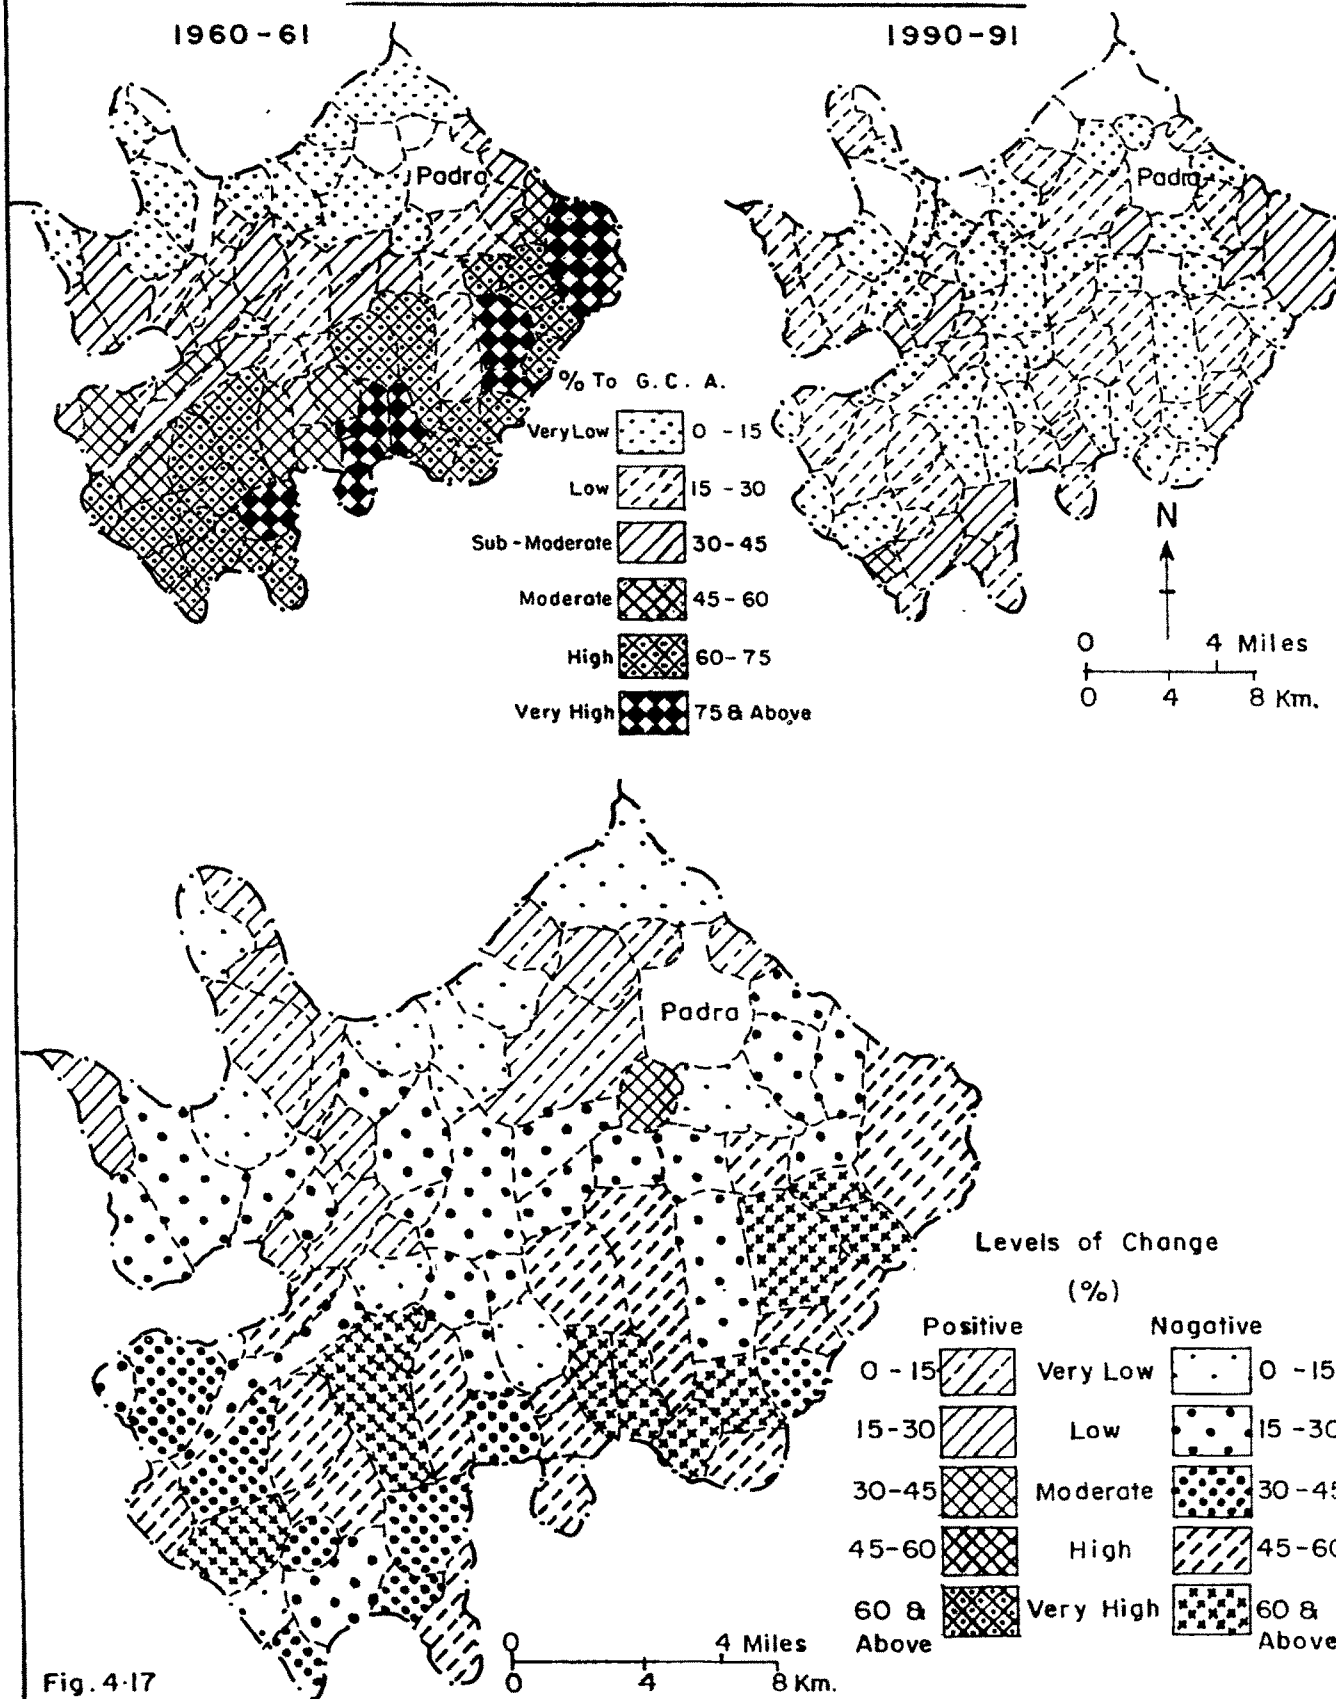 1960-61
1990-91
Padra
Padra
% To G. C. A.
Very Low 0 -15
Low 15 -30
Sub-Moderate 30-45
Moderate 45-60
High 60-75
Very High 75 & Above
N
0 4 Miles
0 4 8 Km.
Padra
Levels of Change
(%)
Positive Nagative
0 -15 Very Low 0 -15
15-30 Low 15 -30
30-45 Moderate 30-45
45-60 High 45-60
60 & Above Very High 60 & Above
0 4 Miles
0 4 8 Km.
Fig. 4·17